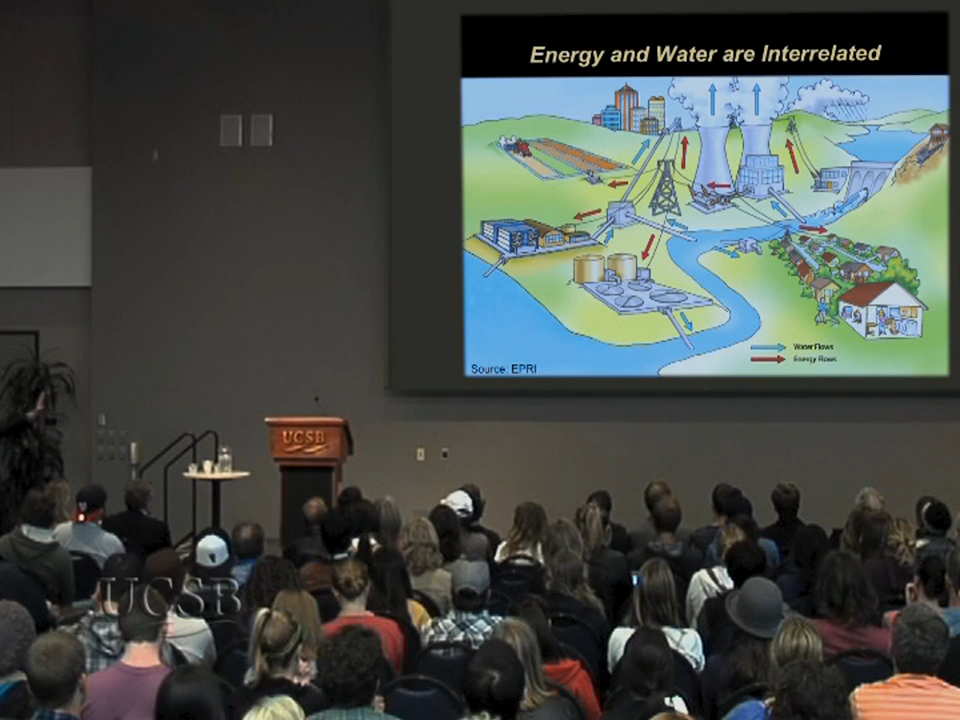 Energy and Water are Interrelated
Water Flows
Energy Flows
Source: EPRI
UCSB
UCSB